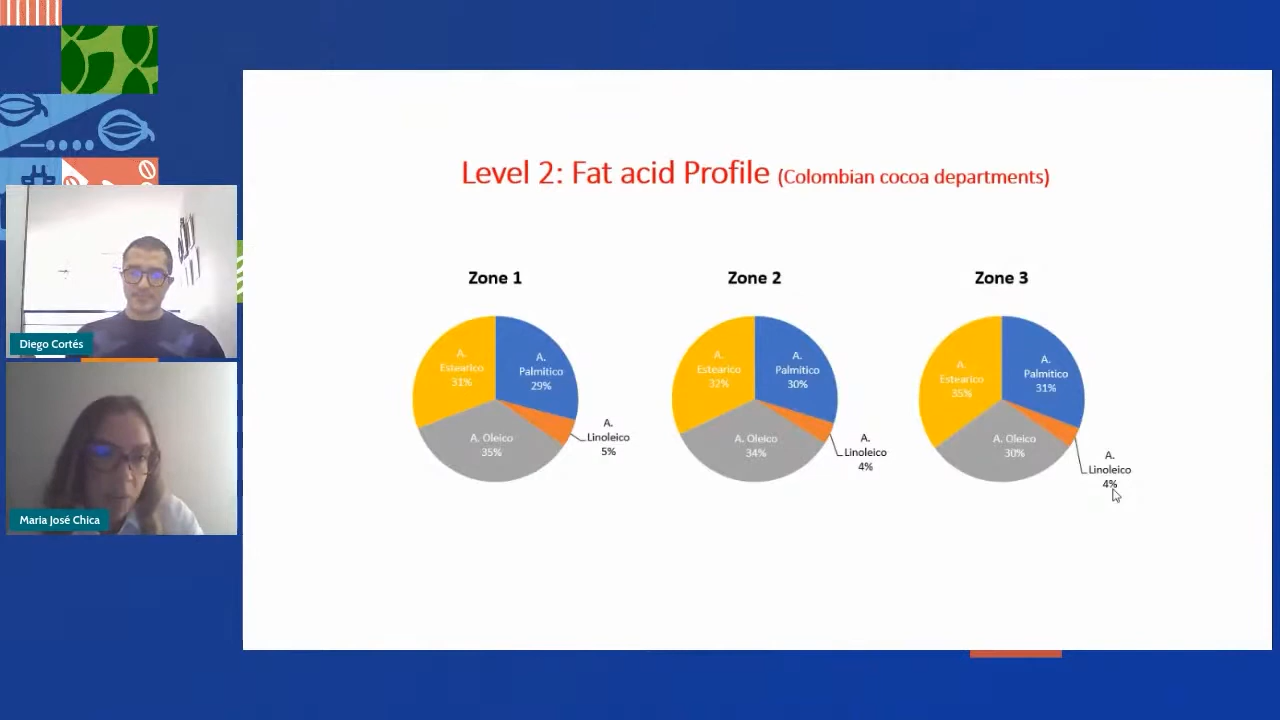 Level 2: Fat acid Profile (Colombian cocoa departments)
Zone 1
A.
Estearico
31%
A.
Palmitico
29%
A. Oleico
35%
A.
Linoleico
5%
Zone 2
A.
Estearico
32%
A.
Palmitico
30%
A. Oleico
34%
A.
Linoleico
4%
Zone 3
A.
Estearico
35%
A.
Palmitico
31%
A. Oleico
30%
A.
Linoleico
4%
Diego Cortés
Maria José Chica